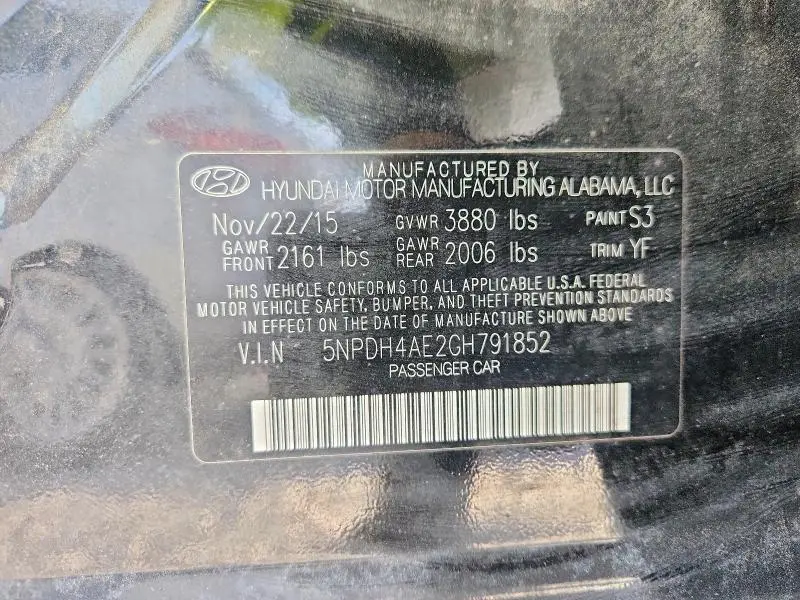 MANUFACTURED BY
HYUNDAI MOTOR MANUFACTURING ALABAMA, LLC
Nov/22/15 GVWR 3880 lbs PAINT S3
GAWR FRONT 2161 lbs GAWR REAR 2006 lbs TRIM YF
THIS VEHICLE CONFORMS TO ALL APPLICABLE U.S.A. FEDERAL
MOTOR VEHICLE SAFETY, BUMPER, AND THEFT PREVENTION STANDARDS
IN EFFECT ON THE DATE OF MANUFACTURE SHOWN ABOVE
V.I.N 5NPDH4AE2GH791852
PASSENGER CAR